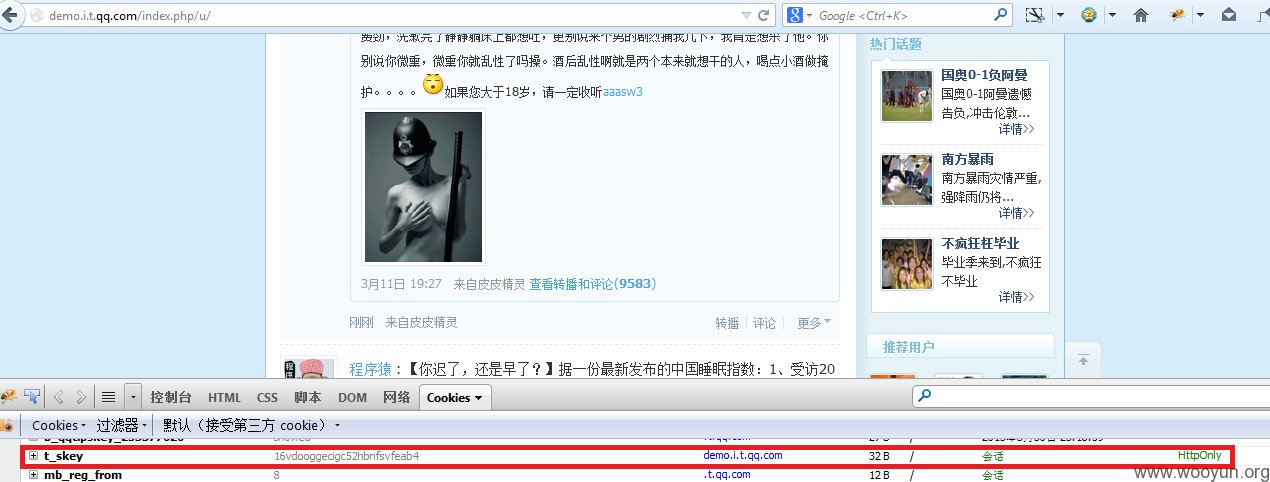 demo.i.t.qq.com/index.php/u/
Google <Ctrl+K>
费劲，洗漱完了静静躺床上都想吐，更别说来个男的剧烈捅我几下，我肯定想杀了他。你
别说你微重，微重你就乱性了吗操。酒后乱性啊就是两个本来就想干的人，喝点小酒做掩
护。。。。如果您大于18岁，请一定收听aaasw3
3月11日 19:27 来自皮皮精灵 查看转播和评论(9583)
刚刚 来自皮皮精灵 转播 评论 更多
程序猿：【你迟了，还是早了？】据一份最新发布的中国睡眠指数：1、受访20
热门话题
国奥0-1负阿曼
国奥0-1阿曼遗憾
告负,冲击伦敦...
详情>>
南方暴雨
南方暴雨灾情严重,
强降雨仍将...
详情>>
不疯狂枉毕业
毕业季来到,不疯狂
不毕业
详情>>
推荐用户
控制台 HTML CSS 脚本 DOM 网络 Cookies
Cookies 过滤器 默认（接受第三方 cookie）
t_skey 16vdooggecigc52hbnfsvfeab4 demo.i.t.qq.com 32 B / 会话 HttpOnly
mb_reg_from 8 .t.qq.com 12 B / 会话
www.wooyun.org